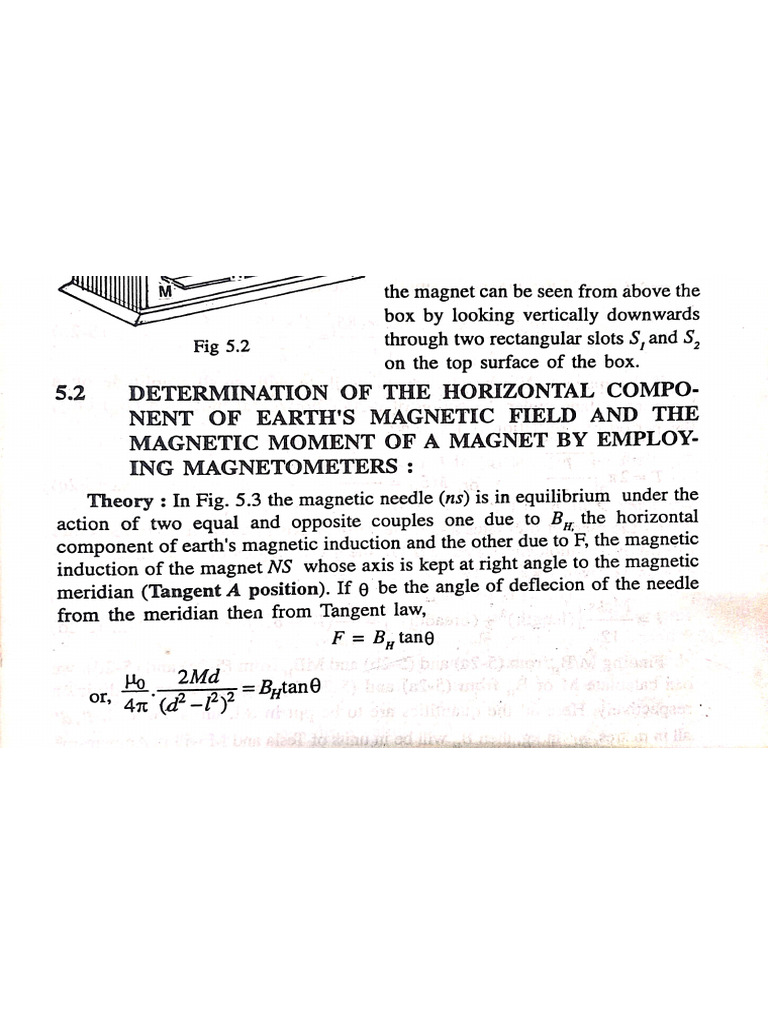 M
the magnet can be seen from above the
box by looking vertically downwards
through two rectangular slots S₁ and S₂
on the top surface of the box.
Fig 5.2
5.2 DETERMINATION OF THE HORIZONTAL COMPO-
NENT OF EARTH'S MAGNETIC FIELD AND THE
MAGNETIC MOMENT OF A MAGNET BY EMPLOY-
ING MAGNETOMETERS :
Theory : In Fig. 5.3 the magnetic needle (ns) is in equilibrium under the
action of two equal and opposite couples one due to B_H, the horizontal
component of earth's magnetic induction and the other due to F, the magnetic
induction of the magnet NS whose axis is kept at right angle to the magnetic
meridian (Tangent A position). If θ be the angle of deflecion of the needle
from the meridian then from Tangent law,
F = B_H tanθ
or, μ₀/4π · 2Md/(d² – l²)² = B_H tanθ